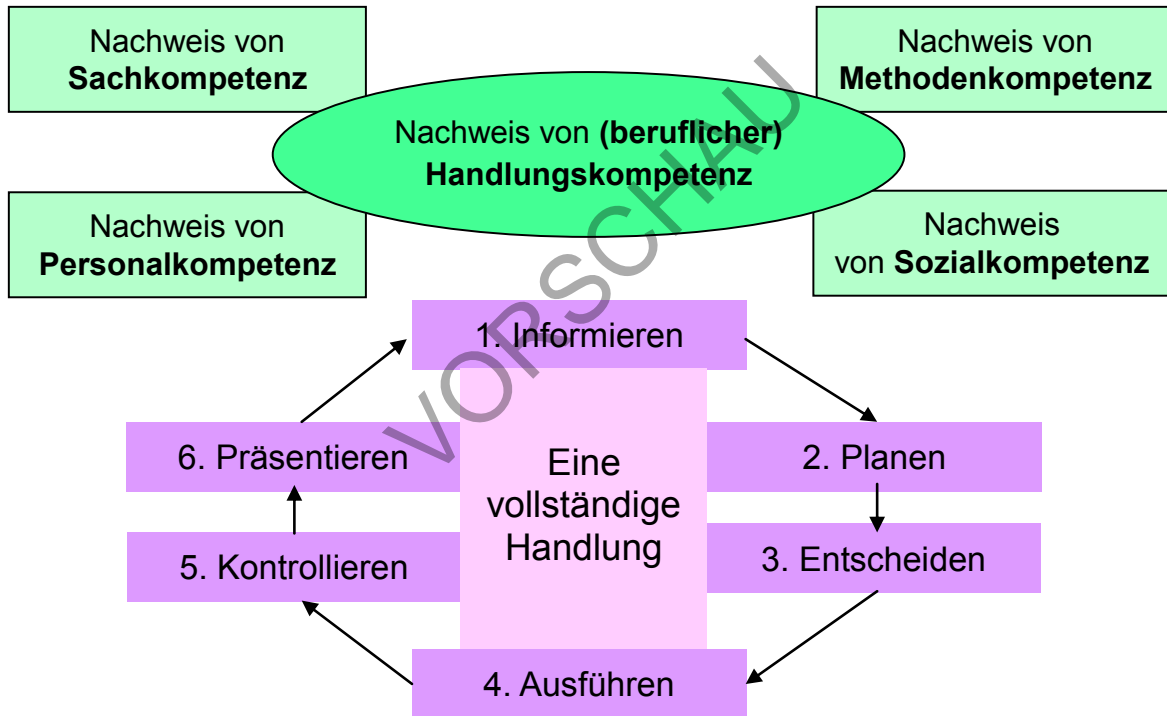 Nachweis von
Sachkompetenz
Nachweis von
Methodenkompetenz
Nachweis von (beruflicher)
Handlungskompetenz
Nachweis von
Personalkompetenz
Nachweis
von Sozialkompetenz
VORSCHAU
1. Informieren
2. Planen
3. Entscheiden
4. Ausführen
5. Kontrollieren
6. Präsentieren
Eine
vollständige
Handlung